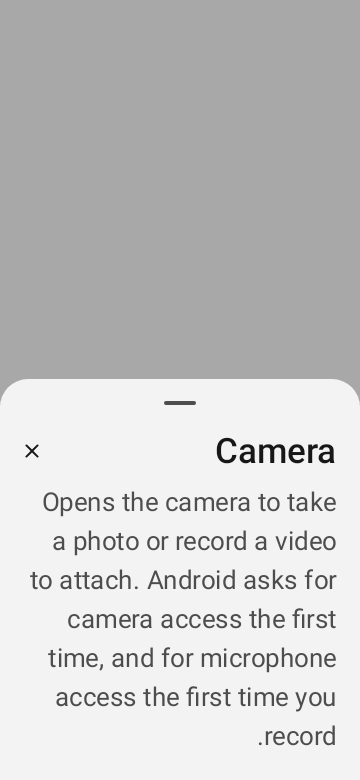 Camera
Opens the camera to take
a photo or record a video
to attach. Android asks for
camera access the first
time, and for microphone
access the first time you
.record